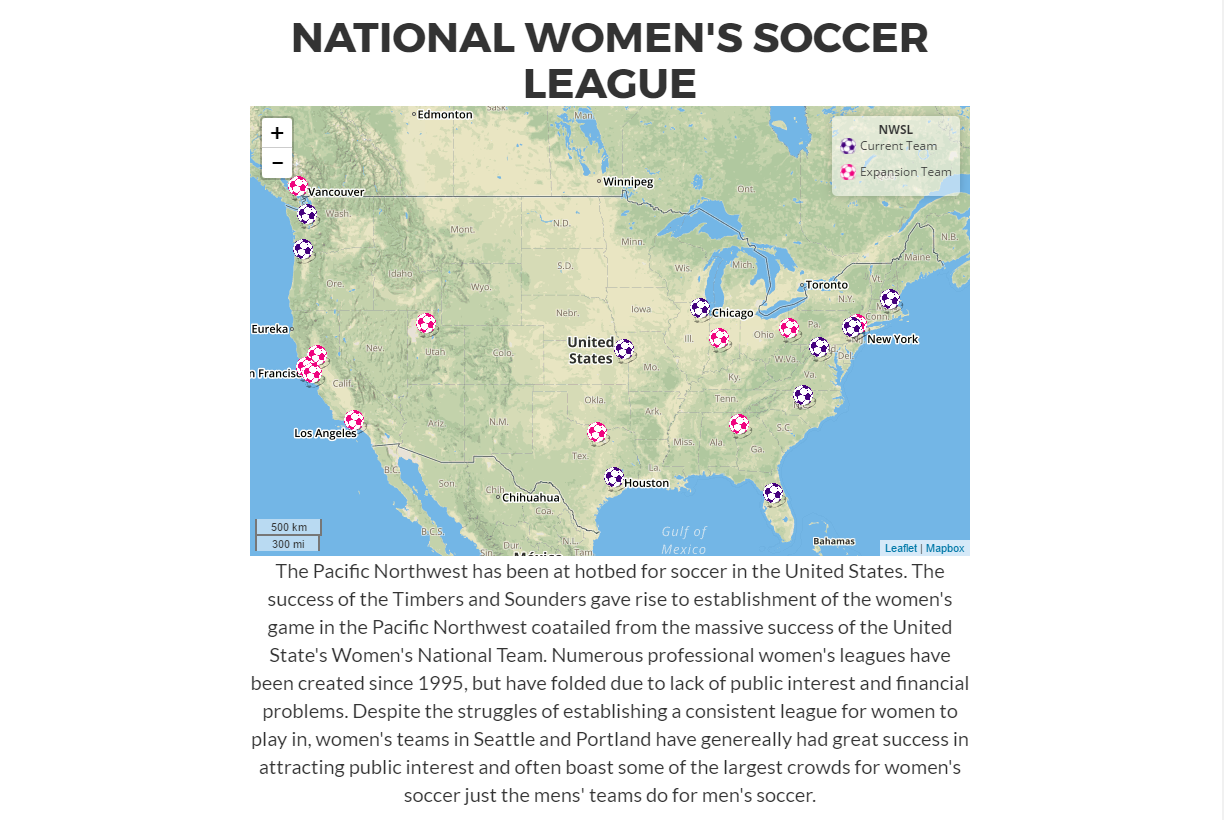 NATIONAL WOMEN'S SOCCER
LEAGUE
Sask.
Edmonton
Man.
+
−
NWSL
Current Team
Expansion Team
Winnipeg
Vancouver
Ont.
Wash.
N.D.
Mont.
Minn.
N.B.
Maine
Wis.
Mich.
S.D.
Idaho
Vt.
Ore.
Wyo.
Toronto
N.Y.
Iowa
Nebr.
Chicago
Conn.
Eureka
Pa.
Ohio
New York
United
States
Ill.
Nev.
Utah
Colo.
Del.
W.Va.
Mo.
n Francisc
Calif.
Ky.
Va.
Okla.
Tenn.
Ark.
Los Angeles
Ariz.
N.M.
S.C.
Miss.
Ala.
Ga.
Tex.
B.C.
La.
Son.
Houston
Chih.
Chihuahua
Coa.
500 km
300 mi
B.C.S.
Gulf of
Mexico
Bahamas
N.L.
Dur.
Sin.
Tam
México
Leaflet | Mapbox
The Pacific Northwest has been at hotbed for soccer in the United States. The
success of the Timbers and Sounders gave rise to establishment of the women's
game in the Pacific Northwest coatailed from the massive success of the United
State's Women's National Team. Numerous professional women's leagues have
been created since 1995, but have folded due to lack of public interest and financial
problems. Despite the struggles of establishing a consistent league for women to
play in, women's teams in Seattle and Portland have genereally had great success in
attracting public interest and often boast some of the largest crowds for women's
soccer just the mens' teams do for men's soccer.